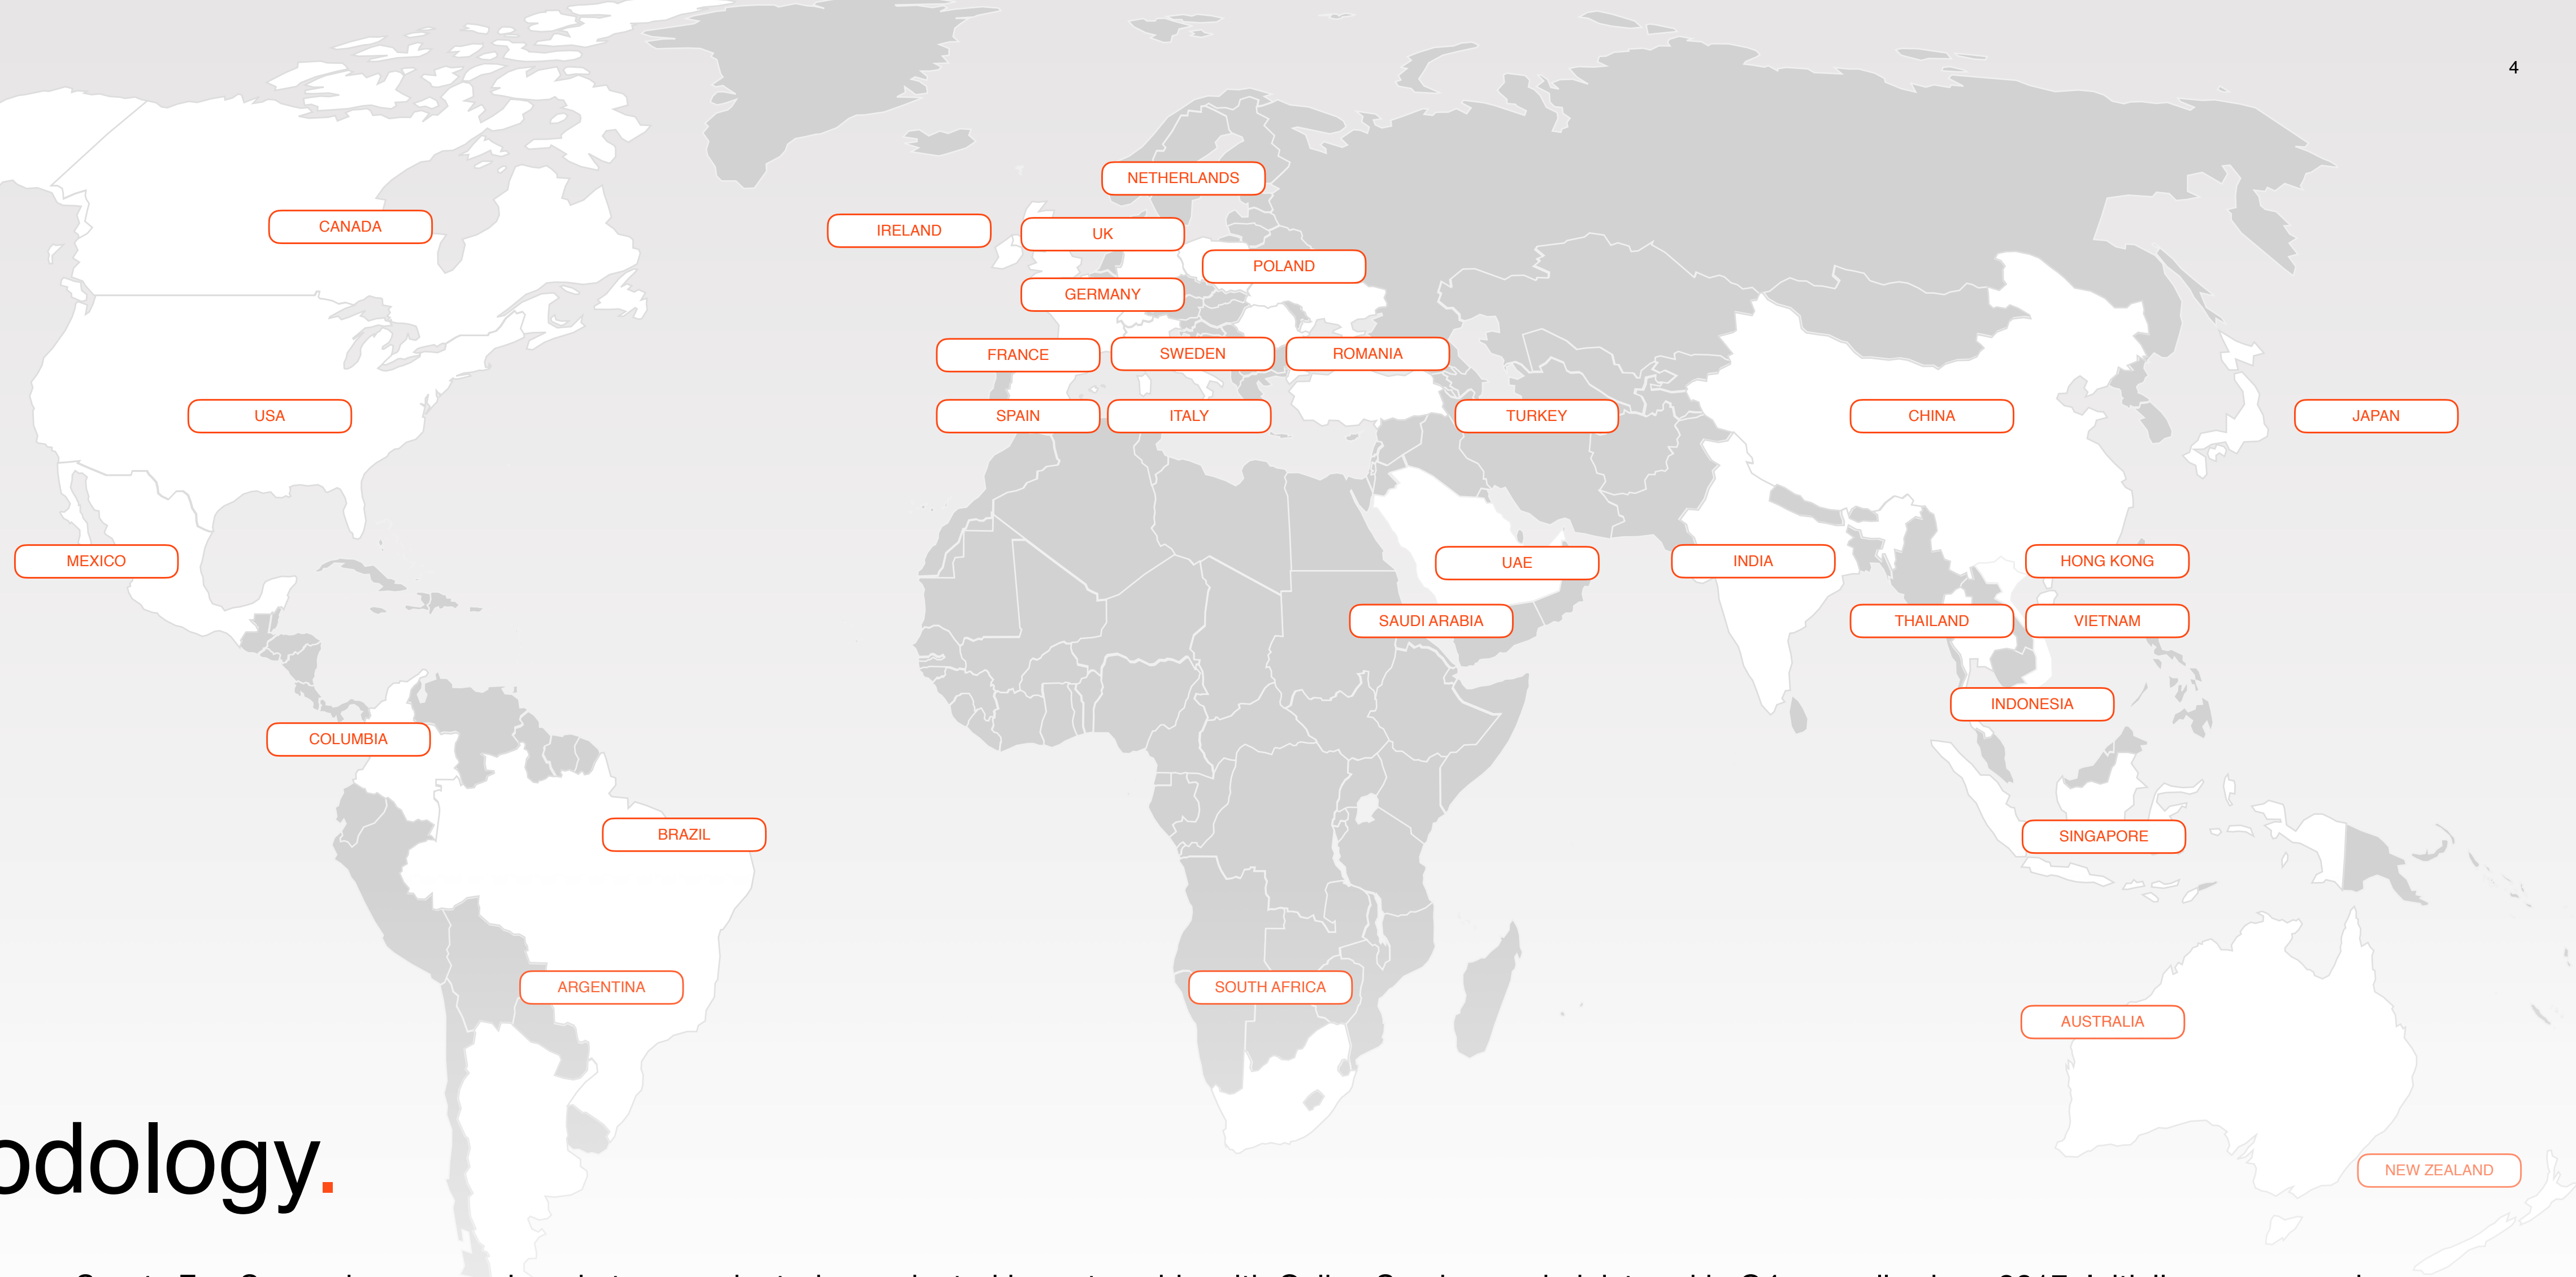 4
NETHERLANDS
CANADA
IRELAND
UK
POLAND
GERMANY
FRANCE
SWEDEN
ROMANIA
USA
SPAIN
ITALY
TURKEY
CHINA
JAPAN
MEXICO
UAE
INDIA
HONG KONG
SAUDI ARABIA
THAILAND
VIETNAM
INDONESIA
COLUMBIA
BRAZIL
SINGAPORE
ARGENTINA
SOUTH AFRICA
AUSTRALIA
odology.
NEW ZEALAND